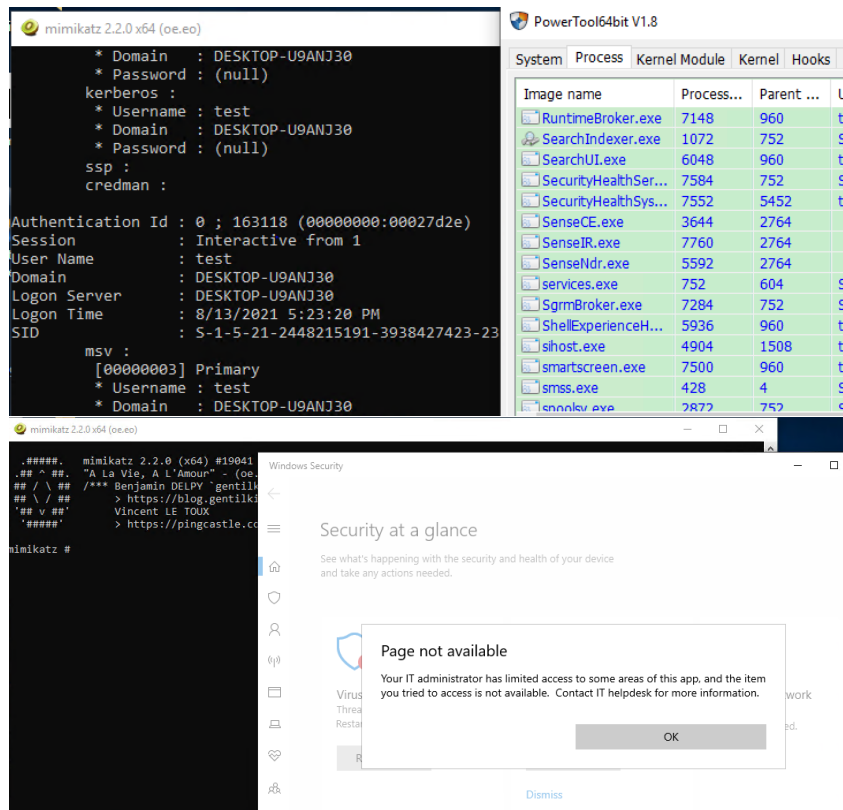 mimikatz 2.2.0 x64 (oe.eo)
* Domain : DESKTOP-U9ANJ30
* Password : (null)
kerberos :
* Username : test
* Domain : DESKTOP-U9ANJ30
* Password : (null)
ssp :
credman :
Authentication Id : 0 ; 163118 (00000000:00027d2e)
Session : Interactive from 1
User Name : test
Domain : DESKTOP-U9ANJ30
Logon Server : DESKTOP-U9ANJ30
Logon Time : 8/13/2021 5:23:20 PM
SID : S-1-5-21-2448215191-3938427423-23
msv :
[00000003] Primary
* Username : test
* Domain : DESKTOP-U9ANJ30
PowerTool64bit V1.8
System Process Kernel Module Kernel Hooks
Image name Process... Parent ...
RuntimeBroker.exe 7148 960
SearchIndexer.exe 1072 752
SearchUI.exe 6048 960
SecurityHealthSer... 7584 752
SecurityHealthSys... 7552 5452
SenseCE.exe 3644 2764
SenseIR.exe 7760 2764
SenseNdr.exe 5592 2764
services.exe 752 604
SgrmBroker.exe 7284 752
ShellExperienceH... 5936 960
sihost.exe 4904 1508
smartscreen.exe 7500 960
smss.exe 428 4
spoolsv.exe 2872 752
mimikatz 2.2.0 x64 (oe.eo)
.#####. mimikatz 2.2.0 (x64) #19041
.## ^ ##. "A La Vie, A L'Amour" - (oe.
## / \ ## /*** Benjamin DELPY `gentilk
## \ / ## > https://blog.gentilki
'## v ##' Vincent LE TOUX
'#####' > https://pingcastle.co
mimikatz #
Windows Security
Security at a glance
See what's happening with the security and health of your device
and take any actions needed.
Page not available
Your IT administrator has limited access to some areas of this app, and the item
you tried to access is not available. Contact IT helpdesk for more information.
OK
Virus
Threa
Restar
R
work
ed.
Dismiss